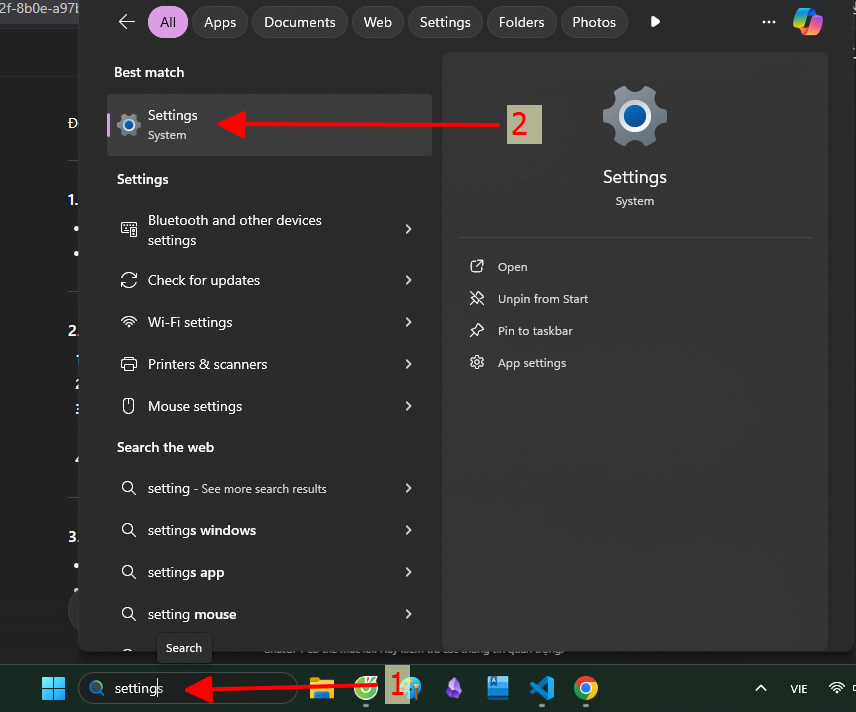 2f-8b0e-a97b
All Apps Documents Web Settings Folders Photos
Best match
Settings
System
2
Settings
System
Settings
Bluetooth and other devices
settings
Check for updates
Wi-Fi settings
Printers & scanners
Mouse settings
Open
Unpin from Start
Pin to taskbar
App settings
Search the web
setting - See more search results
settings windows
settings app
setting mouse
Search
1.
2.
3.
settings
1
VIE